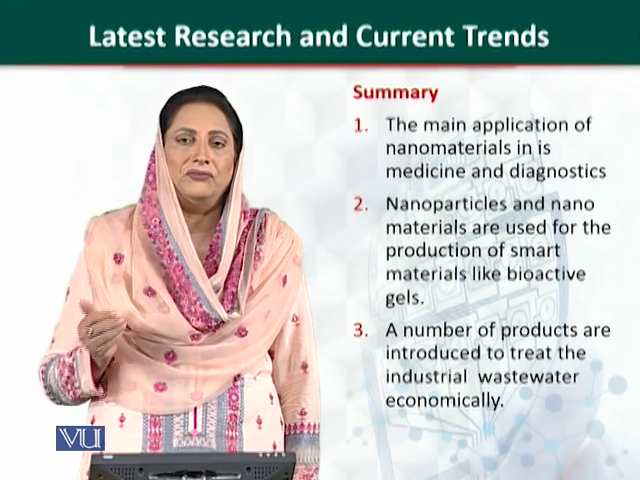 Latest Research and Current Trends
Summary
1. The main application of
nanomaterials in is
medicine and diagnostics
2. Nanoparticles and nano
materials are used for the
production of smart
materials like bioactive
gels.
3. A number of products are
introduced to treat the
industrial wastewater
economically.
VU